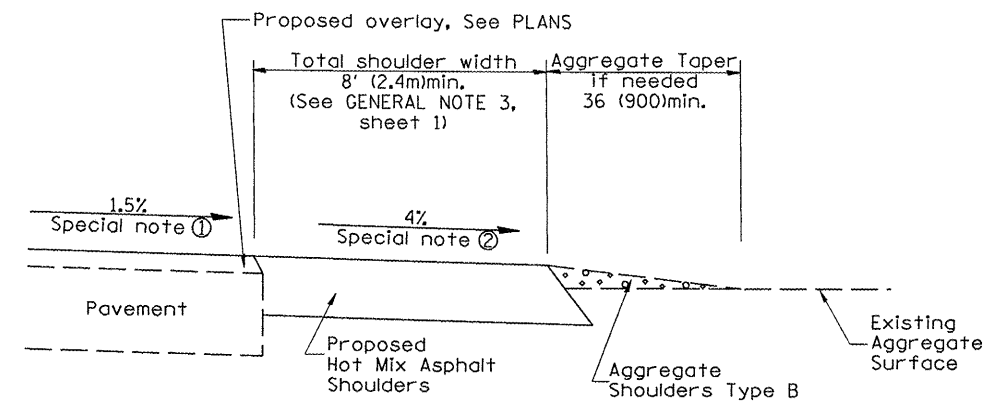 Proposed overlay, See PLANS
Total shoulder width
8' (2.4m)min.
(See GENERAL NOTE 3,
sheet 1)
Aggregate Taper
if needed
36 (900)min.
1.5%
Special note ①
4%
Special note ②
Pavement
Proposed
Hot Mix Asphalt
Shoulders
Aggregate
Shoulders Type B
Existing
Aggregate
Surface